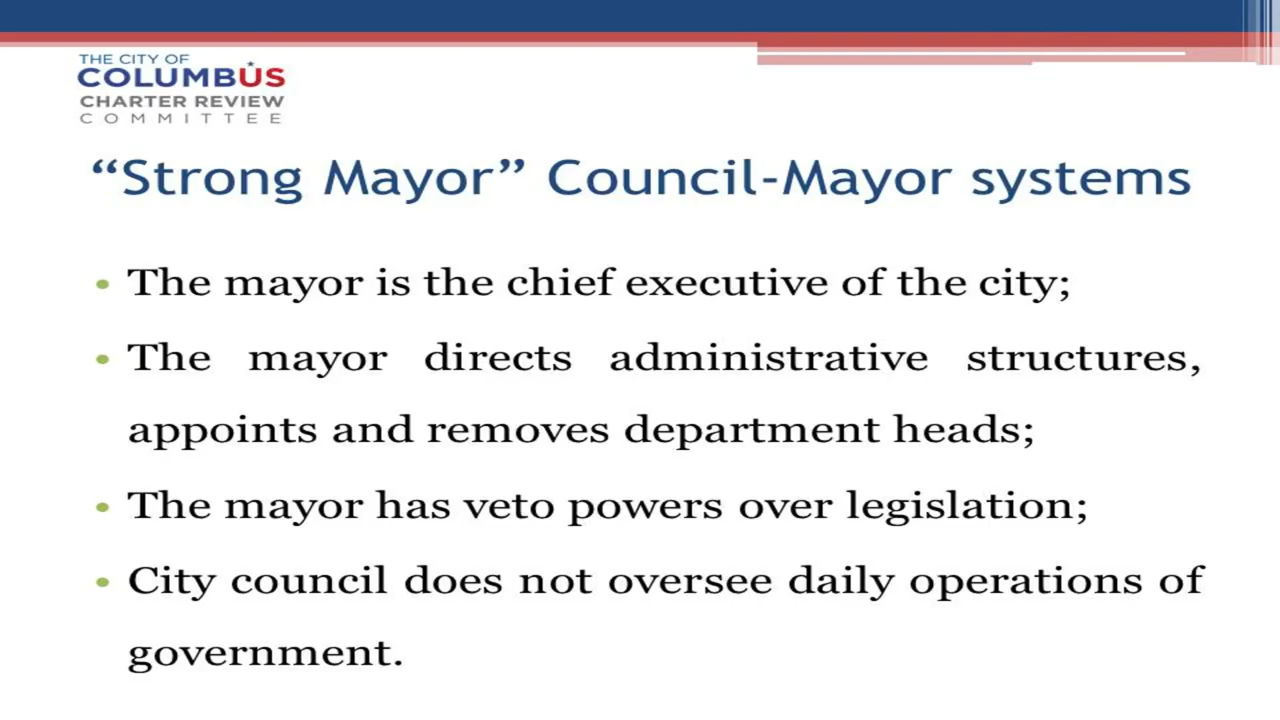 THE CITY OF
COLUMBUS
CHARTER REVIEW
COMMITTEE
“Strong Mayor” Council-Mayor systems
• The mayor is the chief executive of the city;
• The mayor directs administrative structures,
appoints and removes department heads;
• The mayor has veto powers over legislation;
• City council does not oversee daily operations of
government.